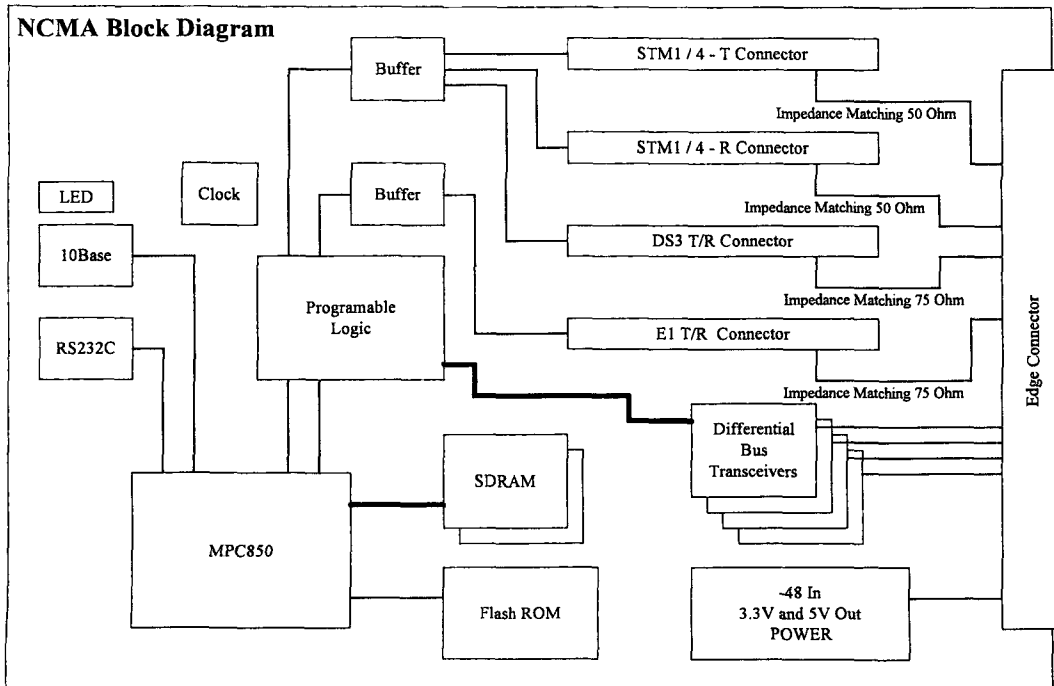 NCMA Block Diagram
Buffer
STM1 / 4 - T Connector
Impedance Matching 50 Ohm
STM1 / 4 - R Connector
LED
Clock
Buffer
Impedance Matching 50 Ohm
10Base
DS3 T/R Connector
Programable
Logic
Impedance Matching 75 Ohm
RS232C
E1 T/R Connector
Edge Connector
Impedance Matching 75 Ohm
Differential
Bus
Transceivers
SDRAM
MPC850
Flash ROM
-48 In
3.3V and 5V Out
POWER